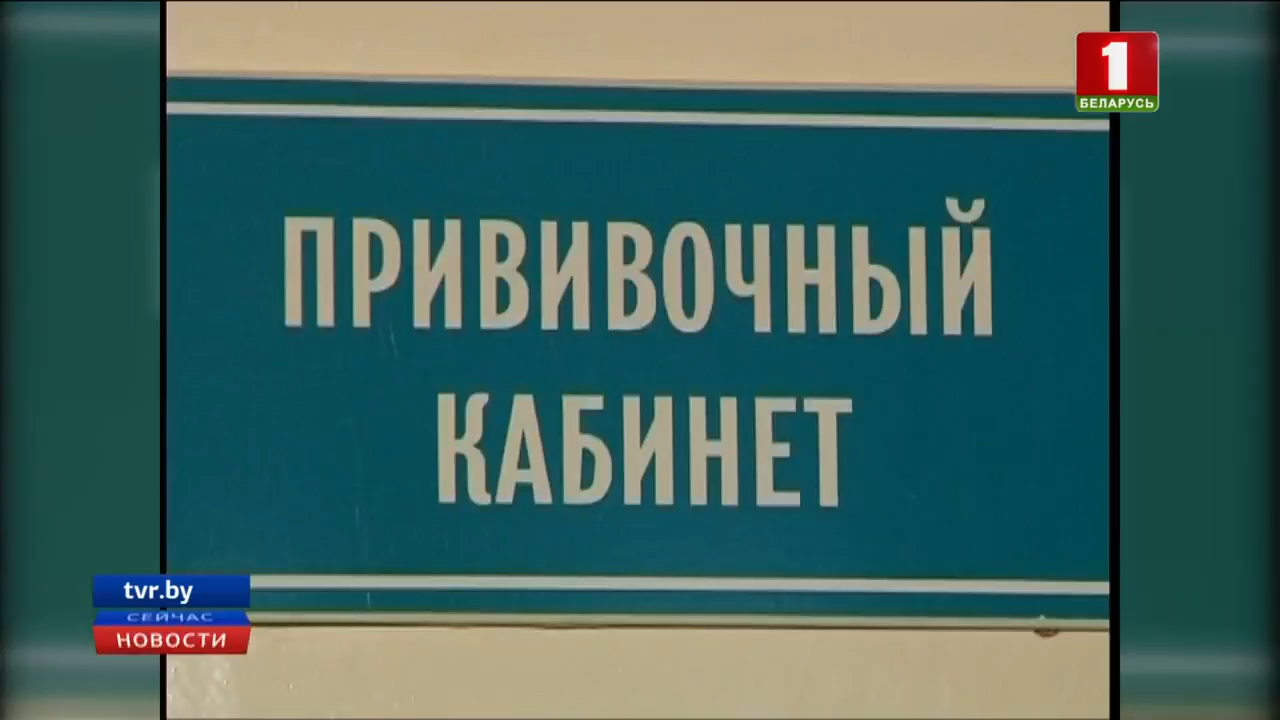 1
БЕЛАРУСЬ
ПРИВИВОЧНЫЙ
КАБИНЕТ
tvr.by
СЕЙЧАС
НОВОСТИ